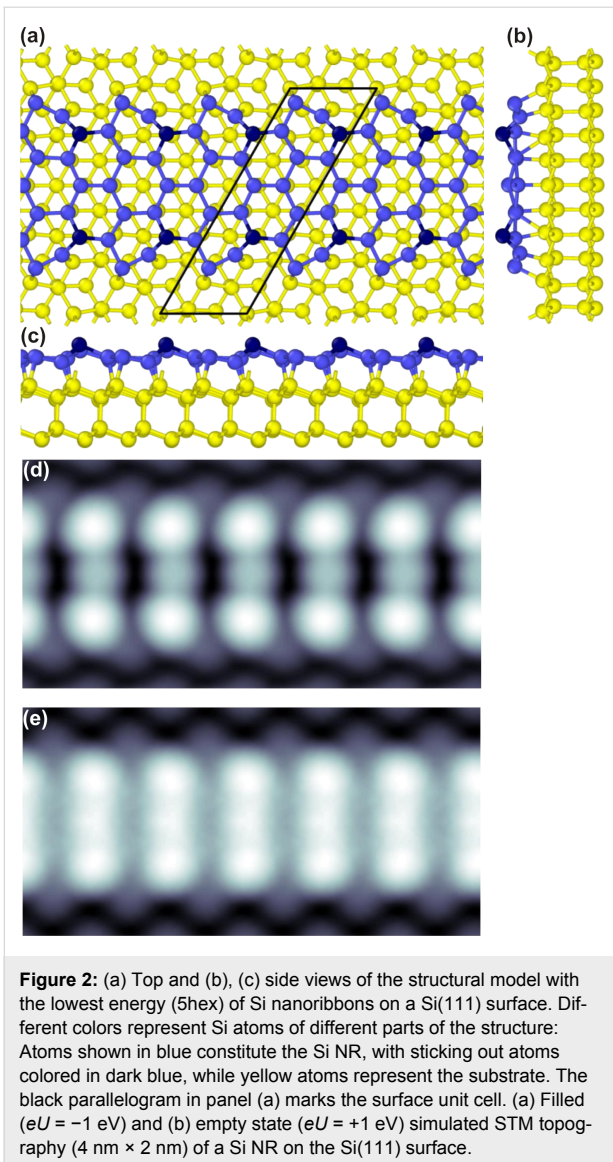 (a)
(b)
(c)
(d)
(e)
Figure 2: (a) Top and (b), (c) side views of the structural model with
the lowest energy (5hex) of Si nanoribbons on a Si(111) surface. Dif-
ferent colors represent Si atoms of different parts of the structure:
Atoms shown in blue constitute the Si NR, with sticking out atoms
colored in dark blue, while yellow atoms represent the substrate. The
black parallelogram in panel (a) marks the surface unit cell. (a) Filled
(eU = −1 eV) and (b) empty state (eU = +1 eV) simulated STM topog-
raphy (4 nm × 2 nm) of a Si NR on the Si(111) surface.